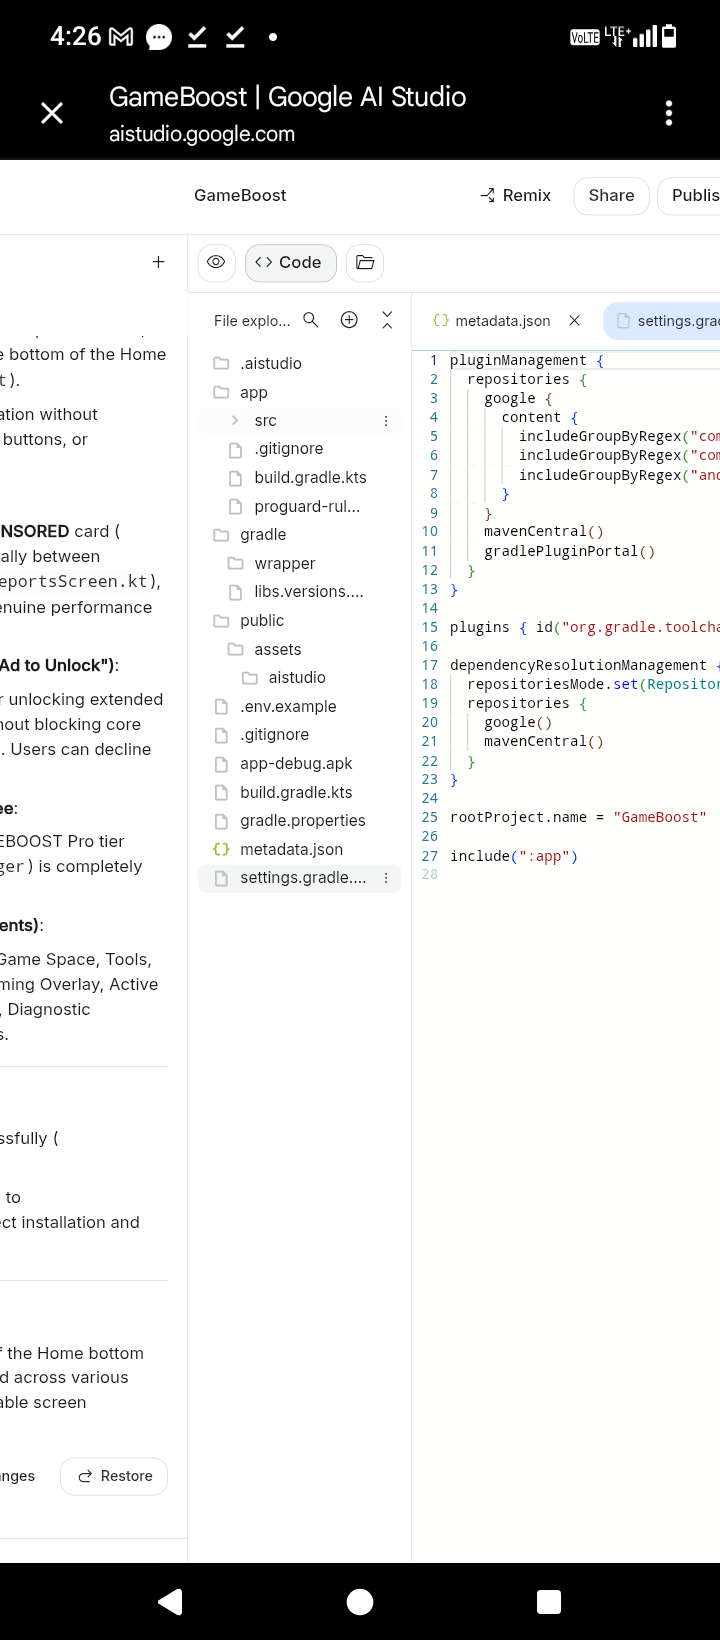 4:26
VoLTE LTE+
GameBoost | Google AI Studio
aistudio.google.com
GameBoost
Remix
Share
Publis
+
<> Code
e bottom of the Home
t).
ation without
buttons, or
NSORED card (
ally between
eportsScreen.kt),
enuine performance
Ad to Unlock"):
r unlocking extended
hout blocking core
. Users can decline
ee:
EBOOST Pro tier
ger) is completely
ents):
Game Space, Tools,
ming Overlay, Active
, Diagnostic
s.
ssfully (
to
ect installation and
f the Home bottom
d across various
able screen
anges
Restore
File explo...
.aistudio
app
src
.gitignore
build.gradle.kts
proguard-rul...
gradle
wrapper
libs.versions....
public
assets
aistudio
.env.example
.gitignore
app-debug.apk
build.gradle.kts
gradle.properties
{} metadata.json
settings.gradle....
{} metadata.json
settings.grad
1 pluginManagement {
2 repositories {
3 google {
4 content {
5 includeGroupByRegex("com
6 includeGroupByRegex("com
7 includeGroupByRegex("and
8 }
9 }
10 mavenCentral()
11 gradlePluginPortal()
12 }
13 }
14
15 plugins { id("org.gradle.toolcha
16
17 dependencyResolutionManagement {
18 repositoriesMode.set(Repositor
19 repositories {
20 google()
21 mavenCentral()
22 }
23 }
24
25 rootProject.name = "GameBoost"
26
27 include(":app")
28